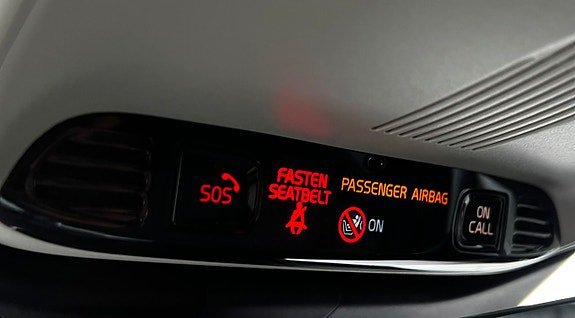 SOS
FASTEN
SEATBELT
PASSENGER AIRBAG
ON
ON
CALL